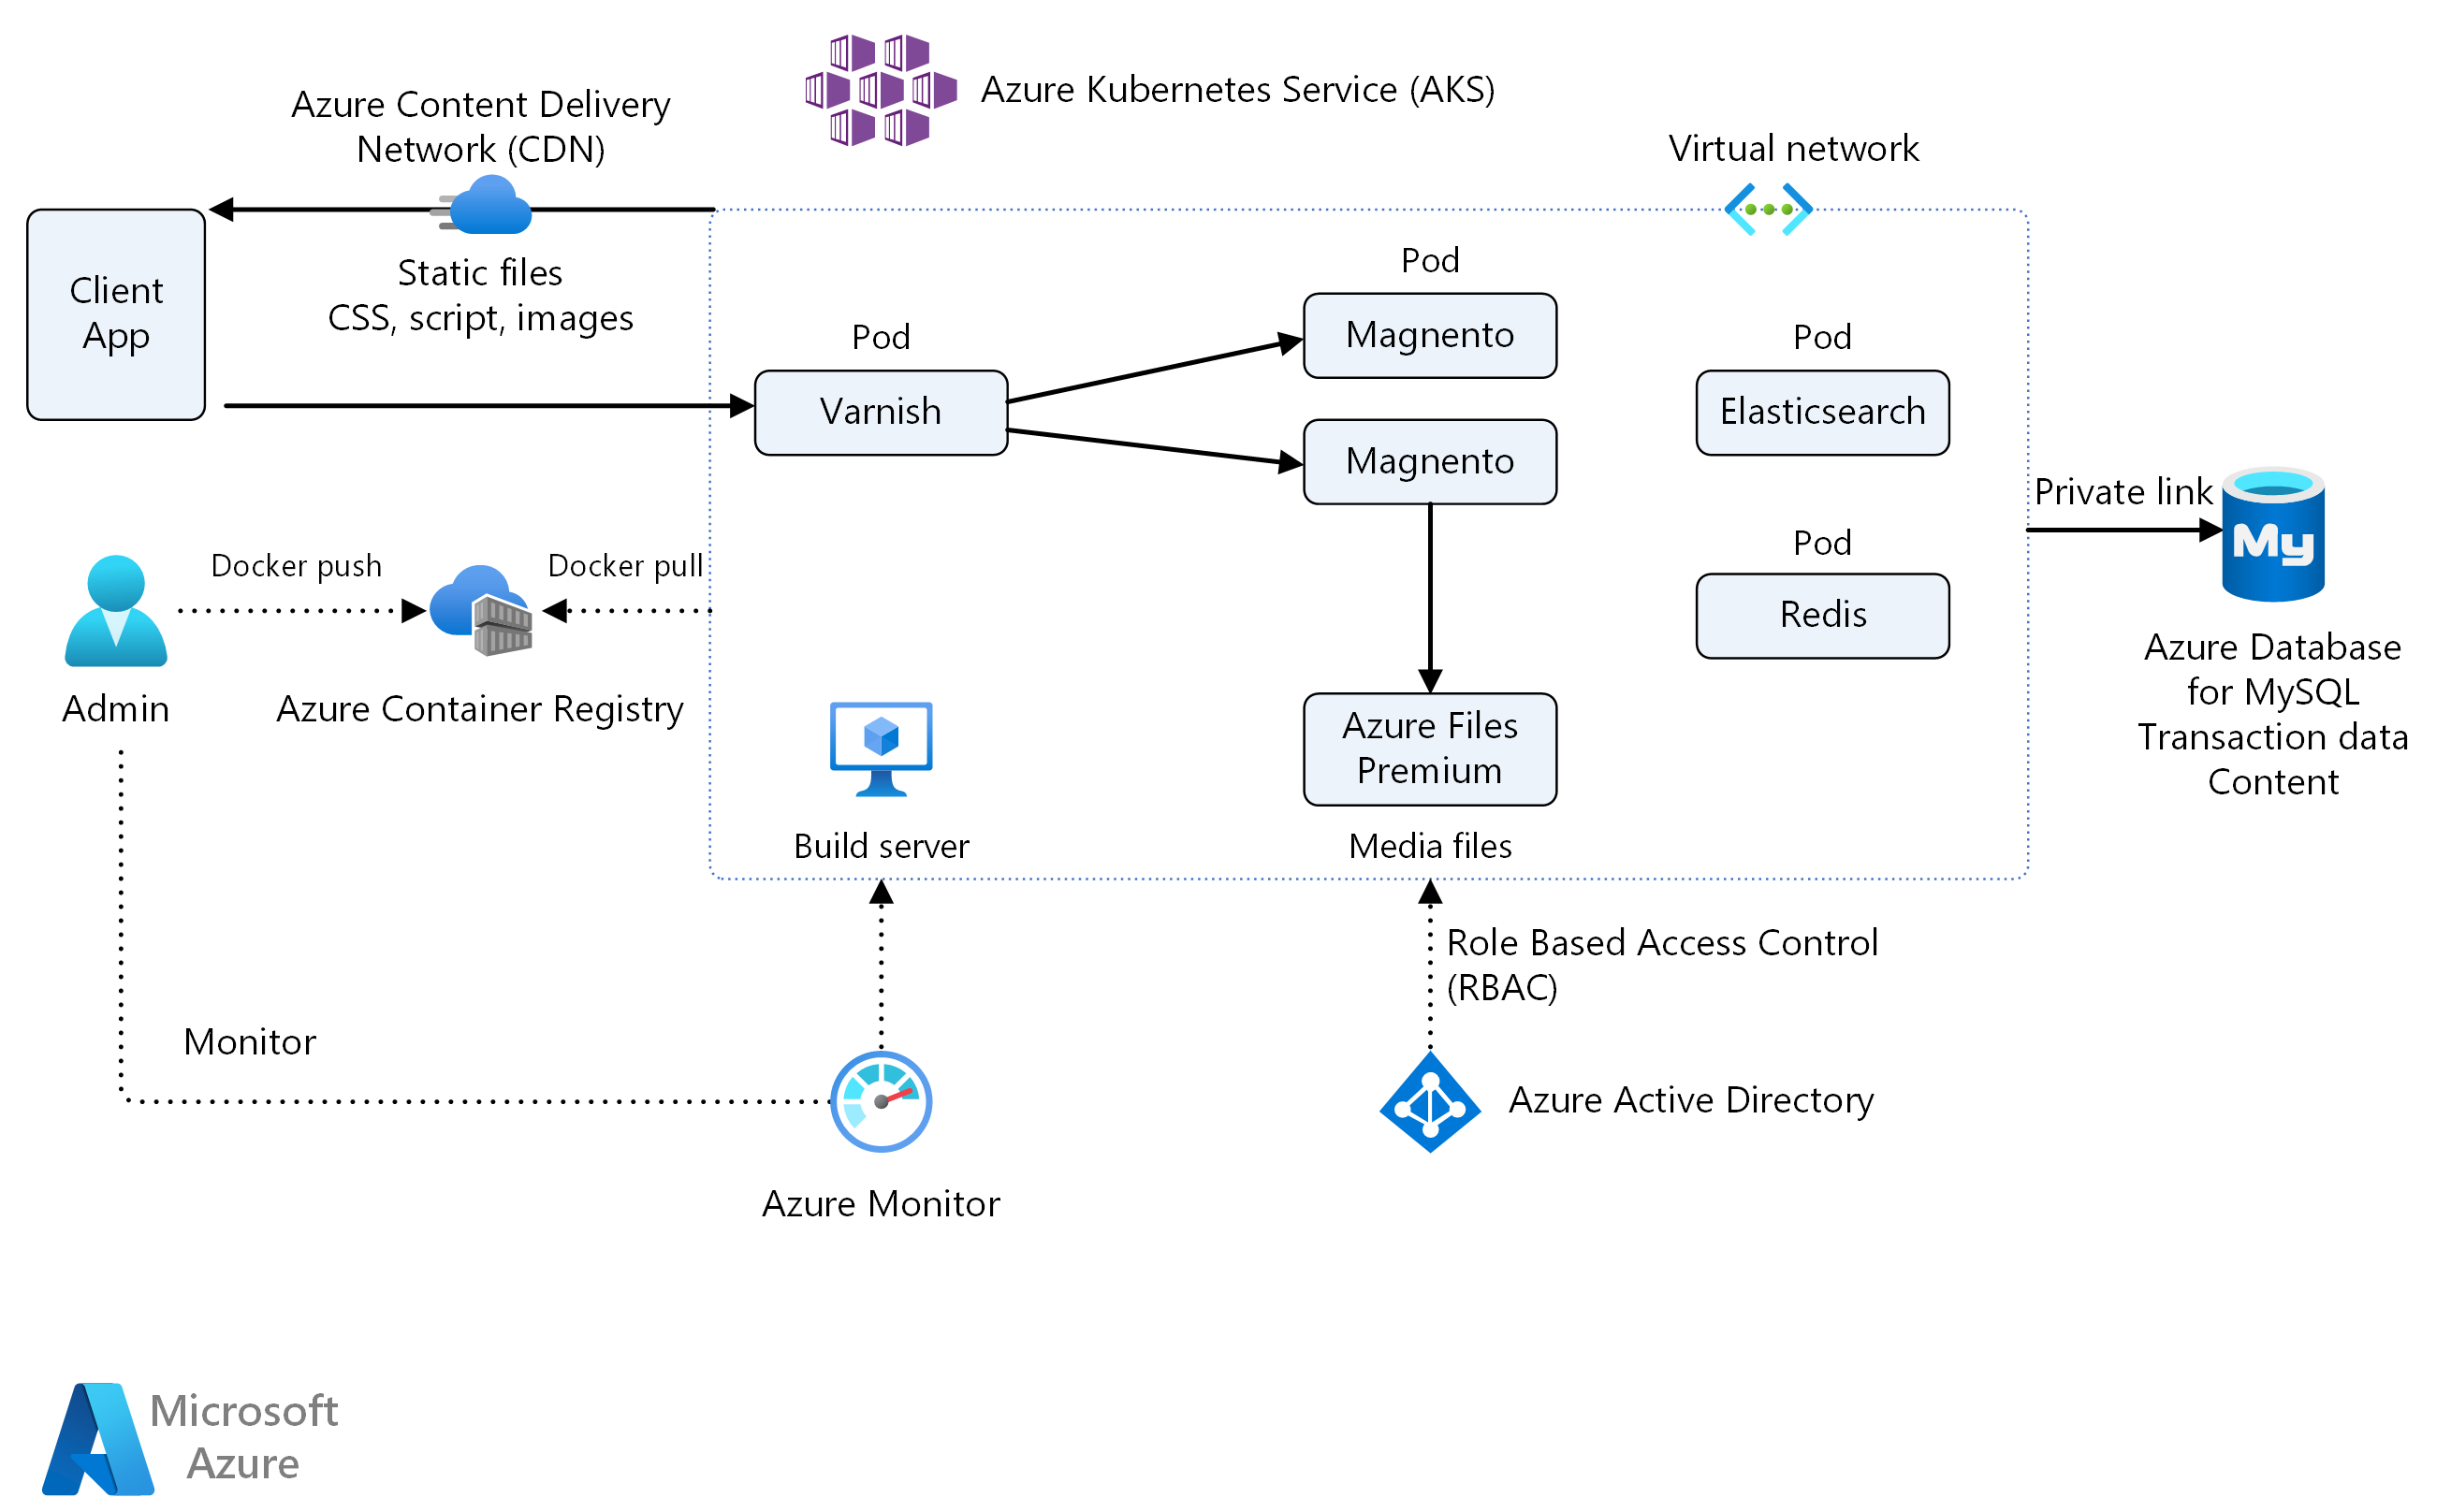 Azure Kubernetes Service (AKS)
Azure Content Delivery
Network (CDN)
Virtual network
Client
App
Static files
CSS, script, images
Pod
Varnish
Pod
Magnento
Magnento
Pod
Elasticsearch
Pod
Redis
Private link
Azure Database
for MySQL
Transaction data
Content
My
Docker push
Docker pull
Admin
Azure Container Registry
Azure Files
Premium
Build server
Media files
Role Based Access Control
(RBAC)
Monitor
Azure Active Directory
Azure Monitor
Microsoft
Azure